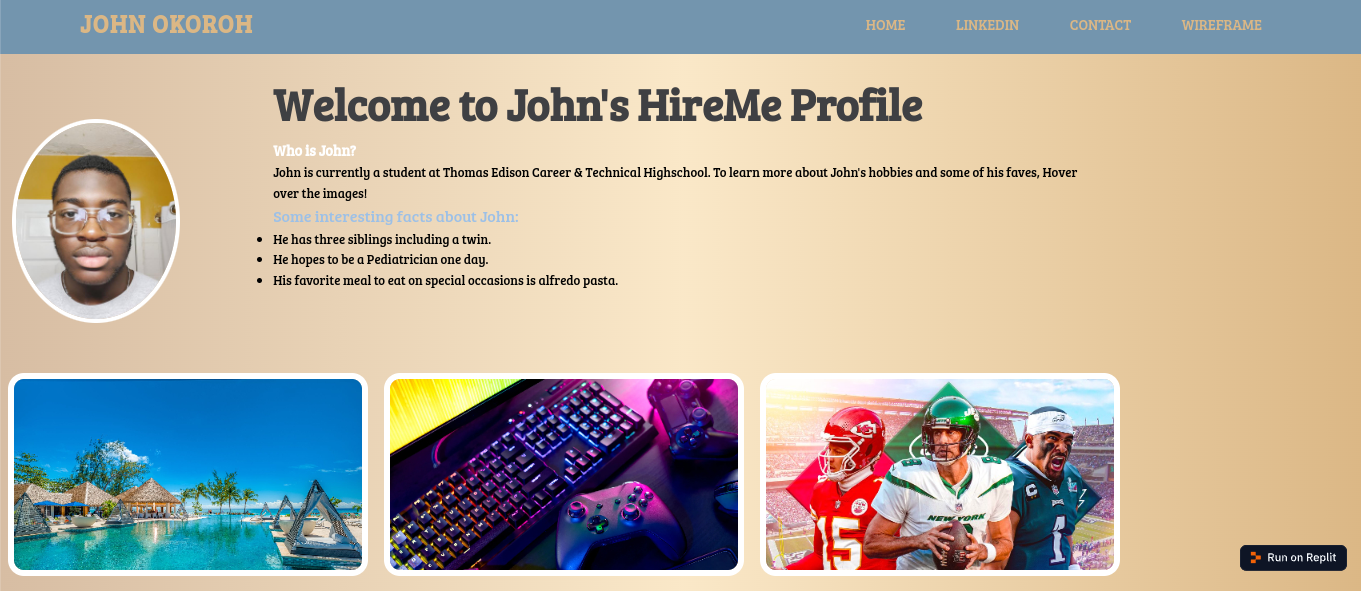 JOHN OKOROH
HOME LINKEDIN CONTACT WIREFRAME
Welcome to John's HireMe Profile
Who is John?
John is currently a student at Thomas Edison Career & Technical Highschool. To learn more about John's hobbies and some of his faves, Hover
over the images!
Some interesting facts about John:
He has three siblings including a twin.
He hopes to be a Pediatrician one day.
His favorite meal to eat on special occasions is alfredo pasta.
15
NEW YORK
8
C
1
Run on Replit